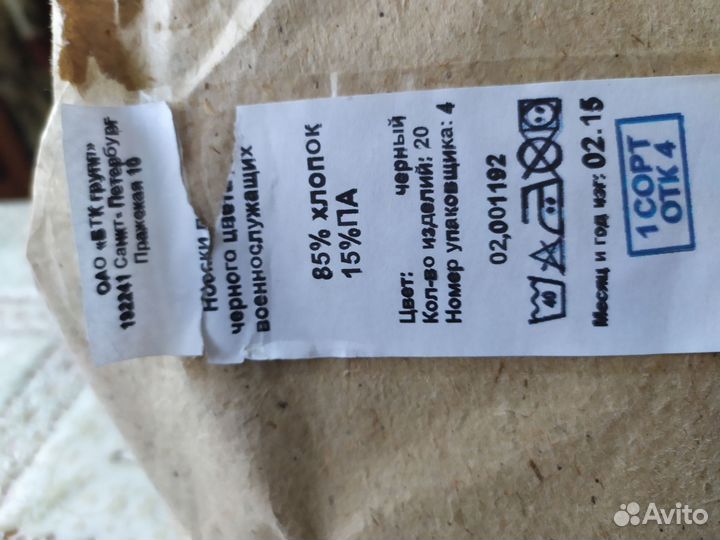 ОАО «БТК групп»
192241 Санкт-Петербург
Пражская 10
Носки
черного цвета
военнослужащих
85% ХЛОПОК
15%ПА
Цвет: черный
Кол-во изделий: 20
Номер упаковщика: 4
02,001192
40
Месяц и год изг: 02.15
1 СОРТ
ОТК 4
Avito